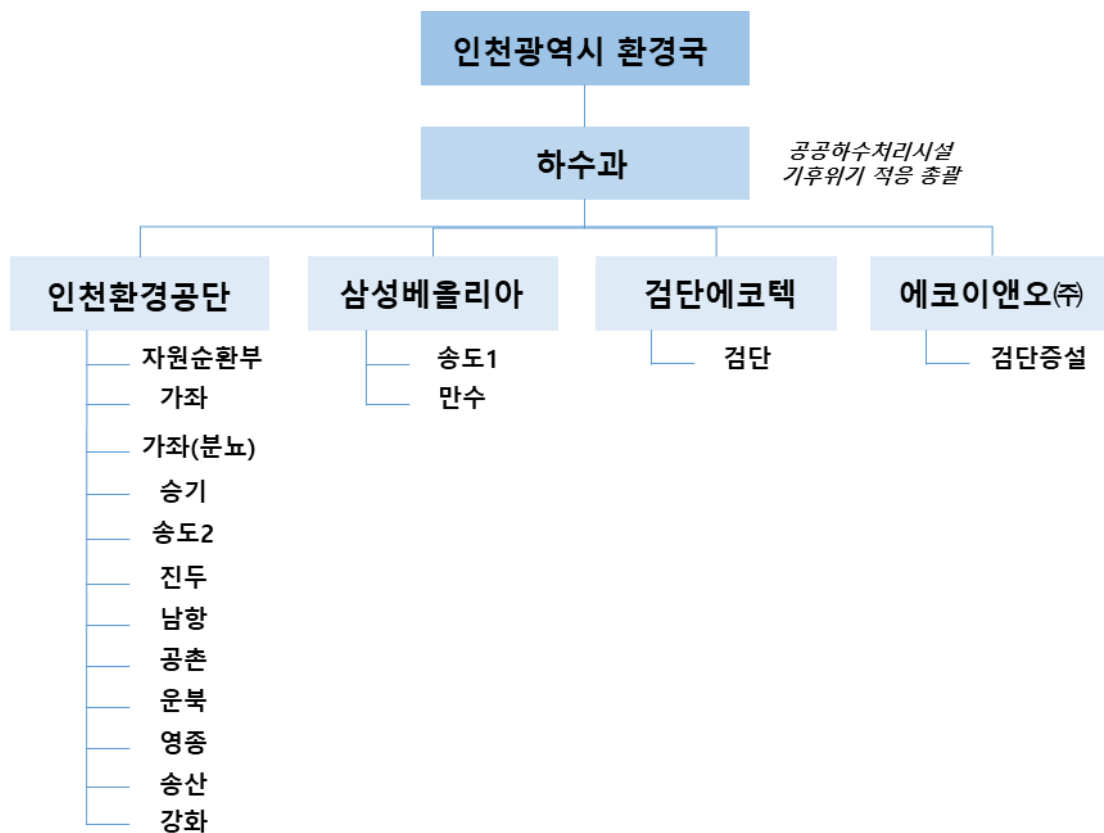 인천광역시 환경국
하수과
공공하수처리시설
기후위기 적응 총괄
인천환경공단
자원순환부
가좌
가좌(분뇨)
승기
송도2
진두
남항
공촌
운북
영종
송산
강화
삼성베올리아
송도1
만수
검단에코텍
검단
에코이앤오㈜
검단증설